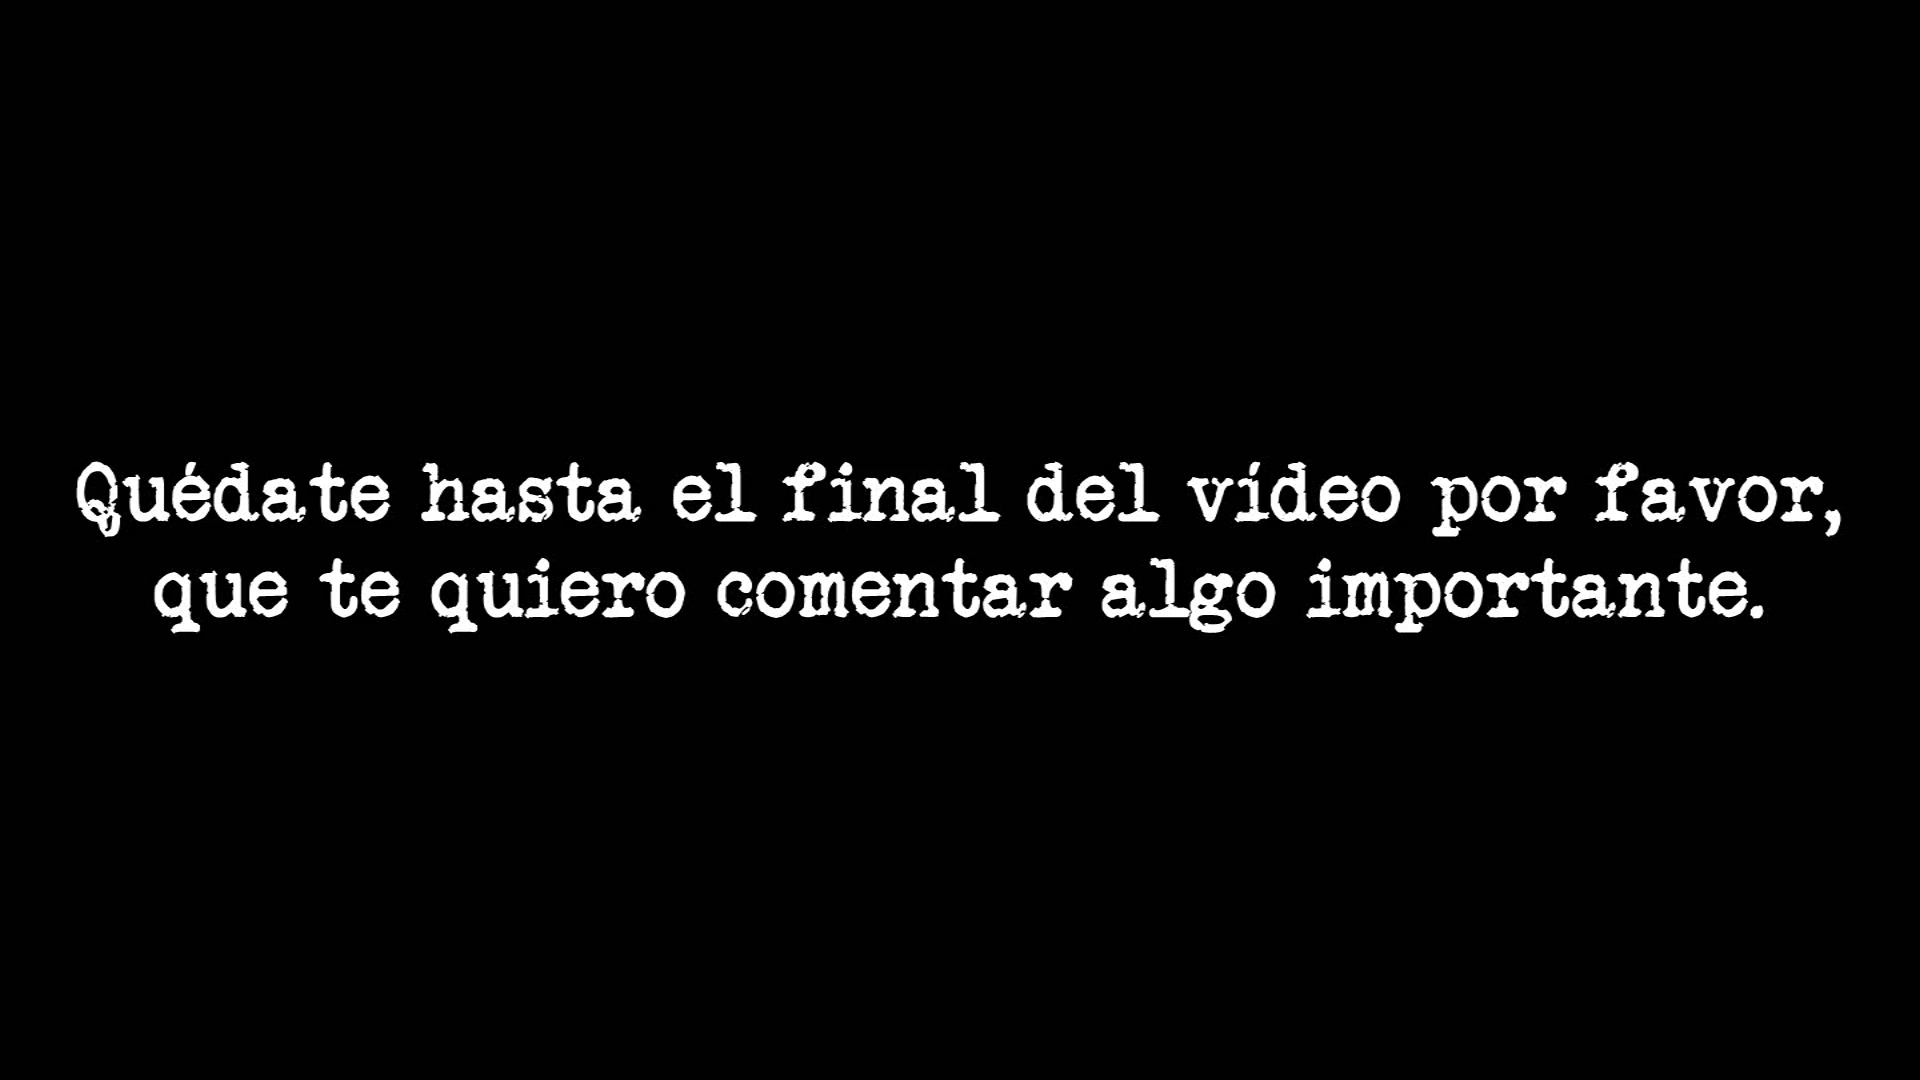 Quédate hasta el final del vídeo por favor,
que te quiero comentar algo importante.